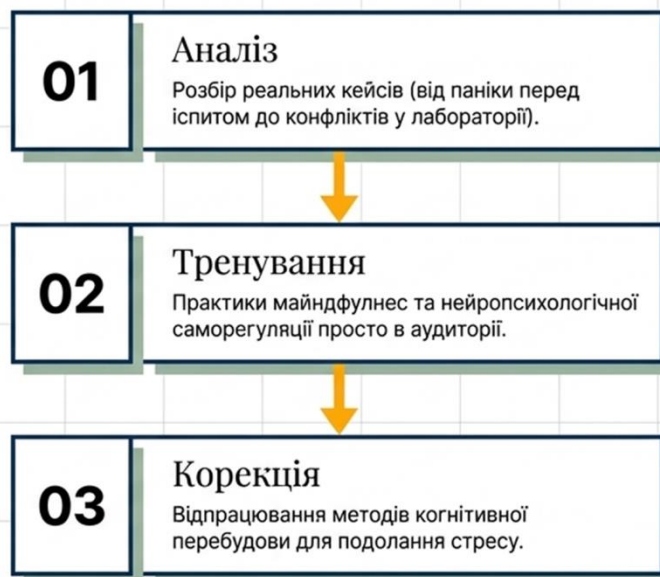 01
Аналіз
Розбір реальних кейсів (від паніки перед
іспитом до конфліктів у лабораторії).
02
Тренування
Практики майндфулнес та нейропсихологічної
саморегуляції просто в аудиторії.
03
Корекція
Відпрацювання методів когнітивної
перебудови для подолання стресу.